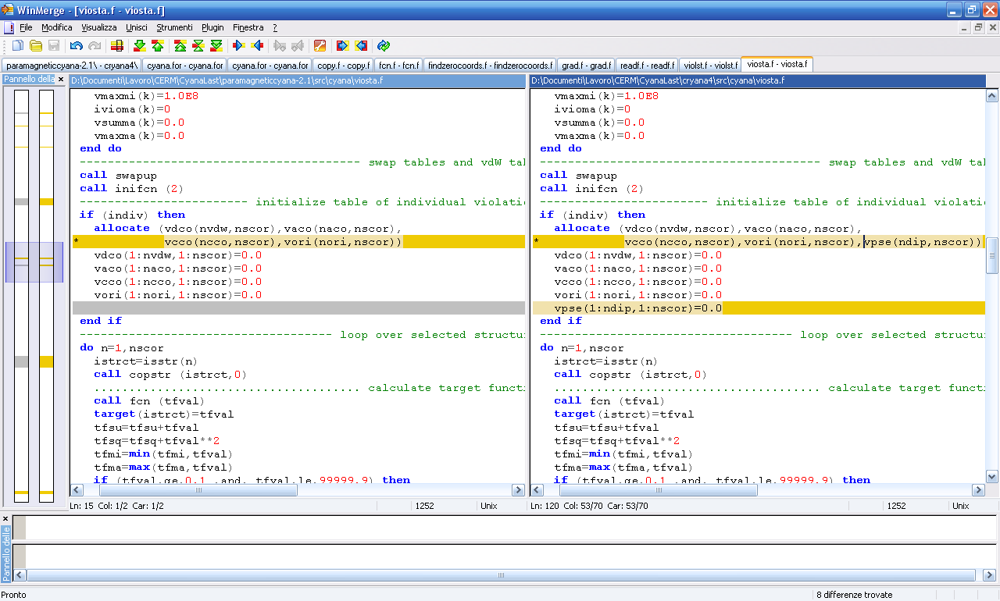 WinMerge - [viosta.f - viosta.f]
File Modifica Visualizza Unisci Strumenti Plugin Finestra ?
paramagneticcyana-2.1\ - cryana4\ cyana.for - cyana.for cyana.for - cyana.for copy.f - copy.f fcn.f - fcn.f findzerocoords.f - findzerocoords.f grad.f - grad.f readf.f - readf.f violst.f - violst.f viosta.f - viosta.f
Pannello della
D:\Documenti\Lavoro\CERM\CyanaLast\paramagneticcyana-2.1\src\cyana\viosta.f
vmaxmi(k)=1.0E8
ivioma(k)=0
vsumma(k)=0.0
vmaxma(k)=0.0
end do
--------------------------------------- swap tables and vdW tal
call swapup
call inifcn (2)
----------------------- initialize table of individual violati
if (indiv) then
allocate (vdco(nvdw,nscor),vaco(naco,nscor),
* vcco(ncco,nscor),vori(nori,nscor))
vdco(1:nvdw,1:nscor)=0.0
vaco(1:naco,1:nscor)=0.0
vcco(1:ncco,1:nscor)=0.0
vori(1:nori,1:nscor)=0.0
end if
----------------------------------- loop over selected structu
do n=1,nscor
istrct=isstr(n)
call copstr (istrct,0)
..................................... calculate target funct
call fcn (tfval)
target(istrct)=tfval
tfsu=tfsu+tfval
tfsq=tfsq+tfval**2
tfmi=min(tfmi,tfval)
tfma=max(tfma,tfval)
if (tfval.ge.0.1 .and. tfval.le.99999.9) then
Ln: 15 Col: 1/2 Car: 1/2 1252 Unix
D:\Documenti\Lavoro\CERM\CyanaLast\cryana4\src\cyana\viosta.f
vmaxmi(k)=1.0E8
ivioma(k)=0
vsumma(k)=0.0
vmaxma(k)=0.0
end do
--------------------------------------- swap tables and vdW tal
call swapup
call inifcn (2)
----------------------- initialize table of individual violati
if (indiv) then
allocate (vdco(nvdw,nscor),vaco(naco,nscor),
* vcco(ncco,nscor),vori(nori,nscor),vpse(ndip,nscor))
vdco(1:nvdw,1:nscor)=0.0
vaco(1:naco,1:nscor)=0.0
vcco(1:ncco,1:nscor)=0.0
vori(1:nori,1:nscor)=0.0
vpse(1:ndip,1:nscor)=0.0
end if
----------------------------------- loop over selected structu
do n=1,nscor
istrct=isstr(n)
call copstr (istrct,0)
..................................... calculate target funct
call fcn (tfval)
target(istrct)=tfval
tfsu=tfsu+tfval
tfsq=tfsq+tfval**2
tfmi=min(tfmi,tfval)
tfma=max(tfma,tfval)
if (tfval.ge.0.1 .and. tfval.le.99999.9) then
Ln: 120 Col: 53/70 Car: 53/70 1252 Unix
Pannello delle
Pronto
8 differenze trovate